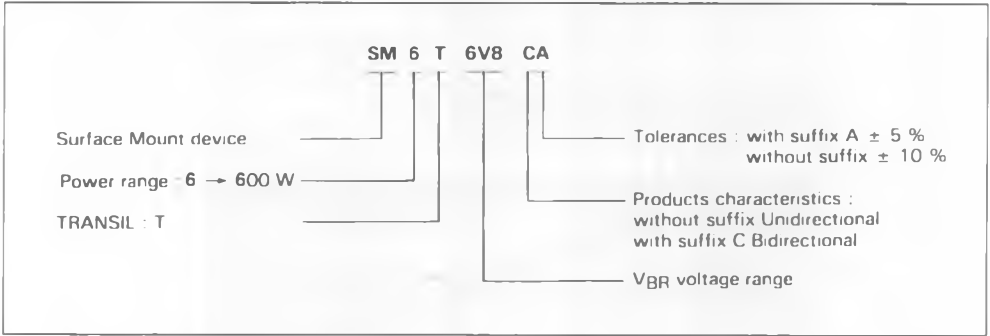 SM 6 T 6V8 CA
Surface Mount device
Power range 6 → 600 W
TRANSIL : T
Tolerances : with suffix A ± 5 %
without suffix ± 10 %
Products characteristics :
without suffix Unidirectional
with suffix C Bidirectional
VBR voltage range